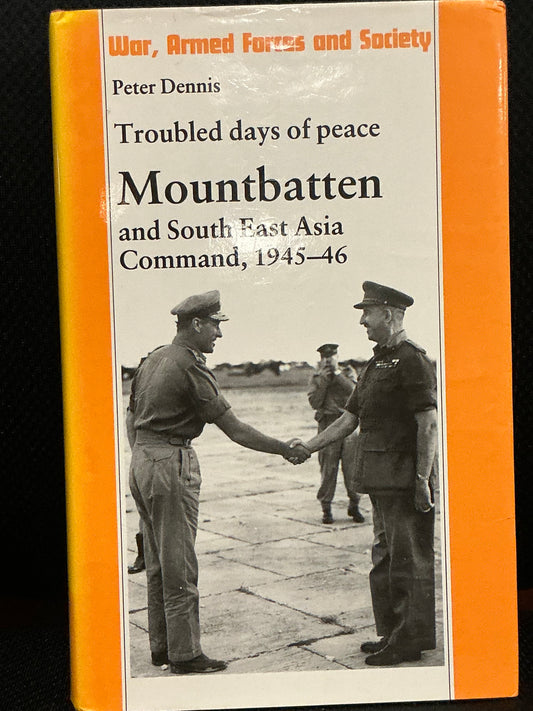 War, Armed Forces and Society
Peter Dennis
Troubled days of peace
Mountbatten
and South East Asia
Command, 1945–46